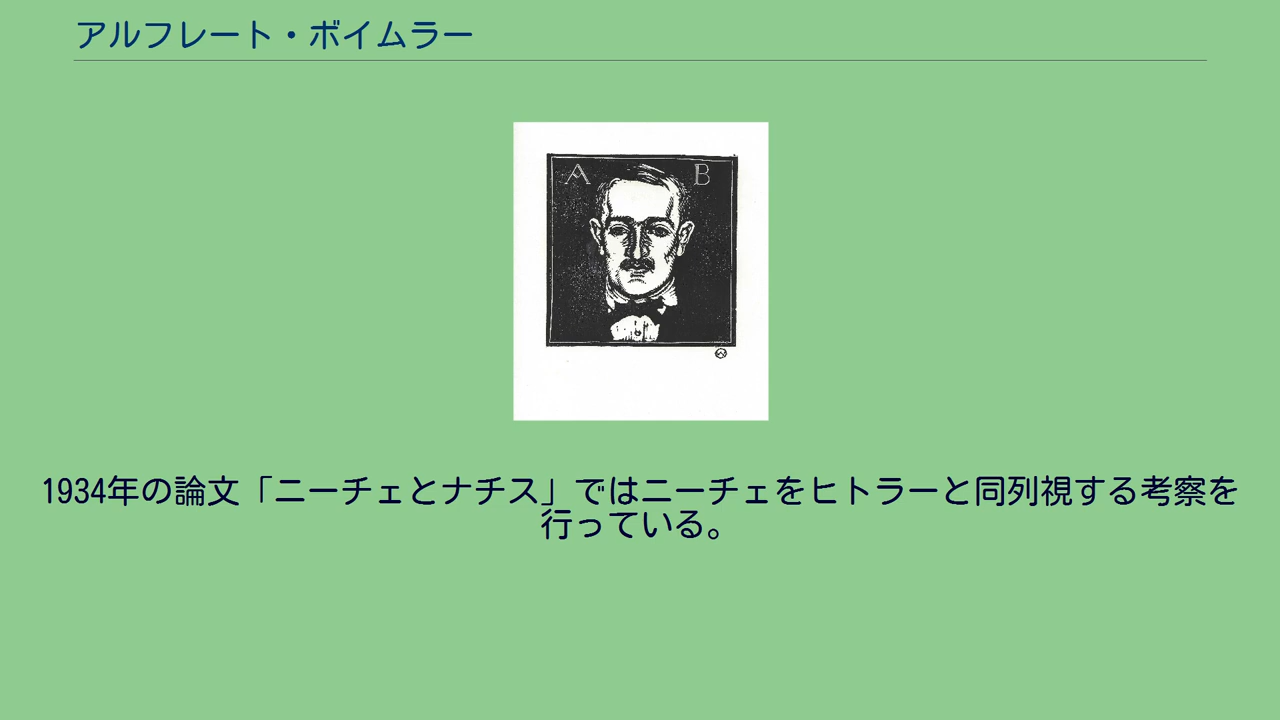 アルフレート・ボイムラー
A B
1934年の論文「ニーチェとナチス」ではニーチェをヒトラーと同列視する考察を
行っている。